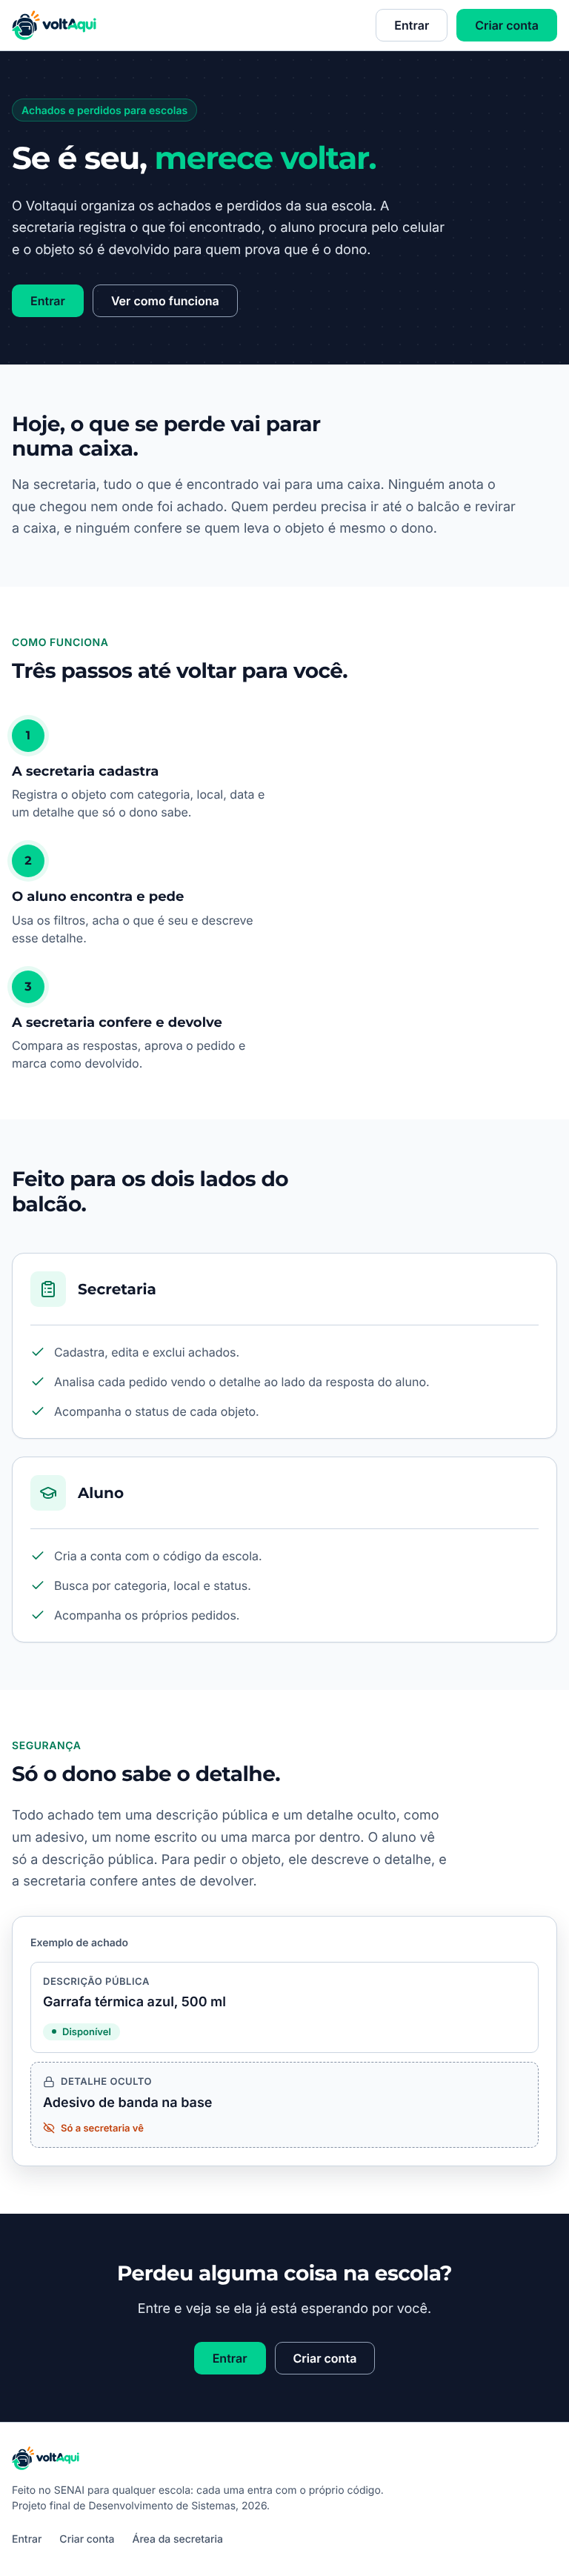 voltAqui
Entrar
Criar conta
Achados e perdidos para escolas
Se é seu, merece voltar.
O Voltaqui organiza os achados e perdidos da sua escola. A
secretaria registra o que foi encontrado, o aluno procura pelo celular
e o objeto só é devolvido para quem prova que é o dono.
Entrar
Ver como funciona
Hoje, o que se perde vai parar
numa caixa.
Na secretaria, tudo o que é encontrado vai para uma caixa. Ninguém anota o
que chegou nem onde foi achado. Quem perdeu precisa ir até o balcão e revirar
a caixa, e ninguém confere se quem leva o objeto é mesmo o dono.
COMO FUNCIONA
Três passos até voltar para você.
1
A secretaria cadastra
Registra o objeto com categoria, local, data e
um detalhe que só o dono sabe.
2
O aluno encontra e pede
Usa os filtros, acha o que é seu e descreve
esse detalhe.
3
A secretaria confere e devolve
Compara as respostas, aprova o pedido e
marca como devolvido.
Feito para os dois lados do
balcão.
Secretaria
Cadastra, edita e exclui achados.
Analisa cada pedido vendo o detalhe ao lado da resposta do aluno.
Acompanha o status de cada objeto.
Aluno
Cria a conta com o código da escola.
Busca por categoria, local e status.
Acompanha os próprios pedidos.
SEGURANÇA
Só o dono sabe o detalhe.
Todo achado tem uma descrição pública e um detalhe oculto, como
um adesivo, um nome escrito ou uma marca por dentro. O aluno vê
só a descrição pública. Para pedir o objeto, ele descreve o detalhe, e
a secretaria confere antes de devolver.
Exemplo de achado
DESCRIÇÃO PÚBLICA
Garrafa térmica azul, 500 ml
Disponível
DETALHE OCULTO
Adesivo de banda na base
Só a secretaria vê
Perdeu alguma coisa na escola?
Entre e veja se ela já está esperando por você.
Entrar
Criar conta
voltAqui
Feito no SENAI para qualquer escola: cada uma entra com o próprio código.
Projeto final de Desenvolvimento de Sistemas, 2026.
Entrar
Criar conta
Área da secretaria